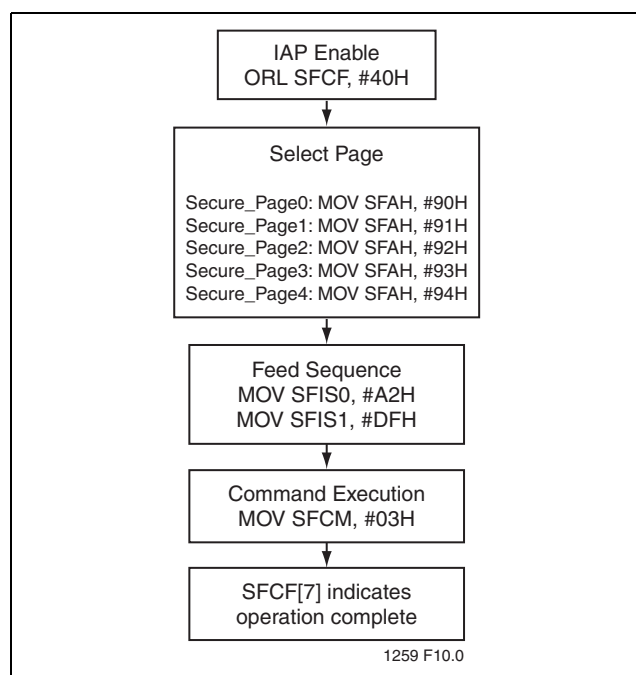 IAP Enable
ORL SFCF, #40H
Select Page
Secure_Page0: MOV SFAH, #90H
Secure_Page1: MOV SFAH, #91H
Secure_Page2: MOV SFAH, #92H
Secure_Page3: MOV SFAH, #93H
Secure_Page4: MOV SFAH, #94H
Feed Sequence
MOV SFIS0, #A2H
MOV SFIS1, #DFH
Command Execution
MOV SFCM, #03H
SFCF[7] indicates
operation complete
1259 F10.0